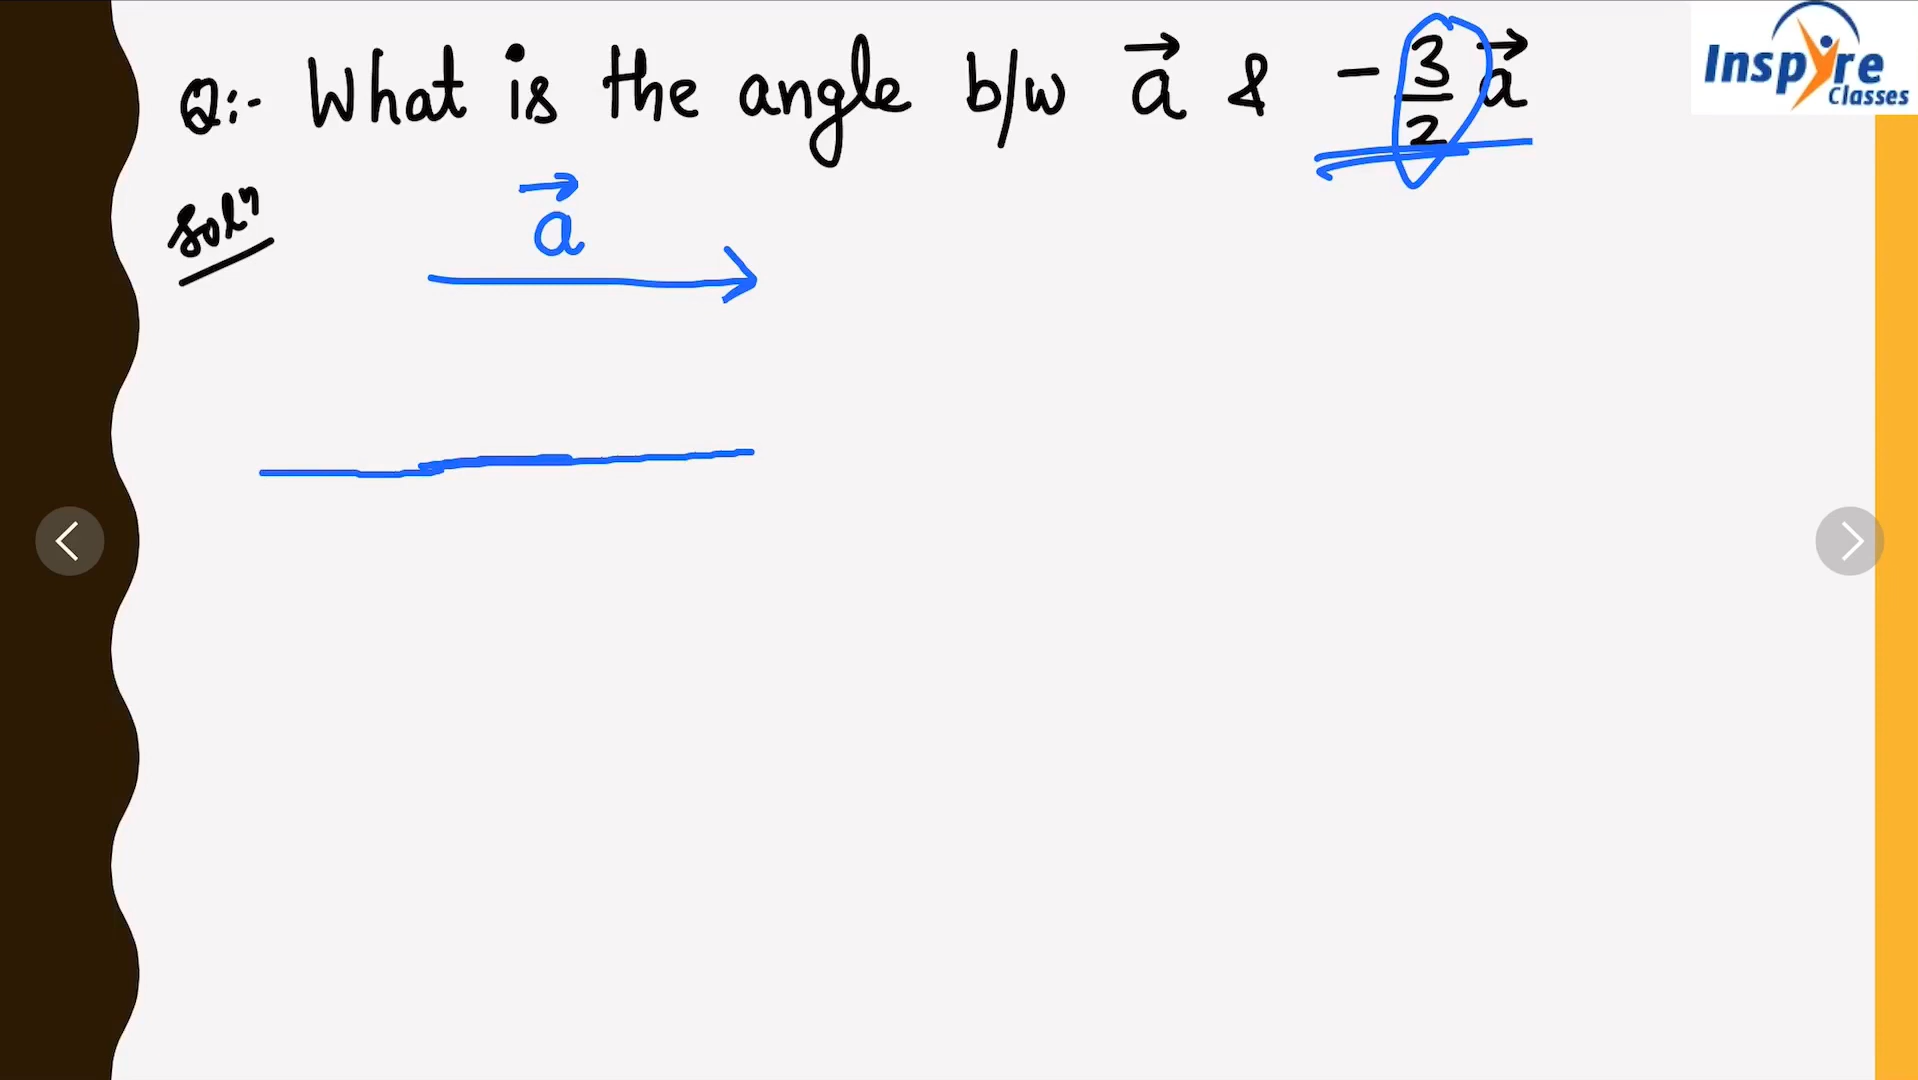 Q:- What is the angle b/w →a & - 3/2 →a
Inspyre Classes
Solⁿ
→a